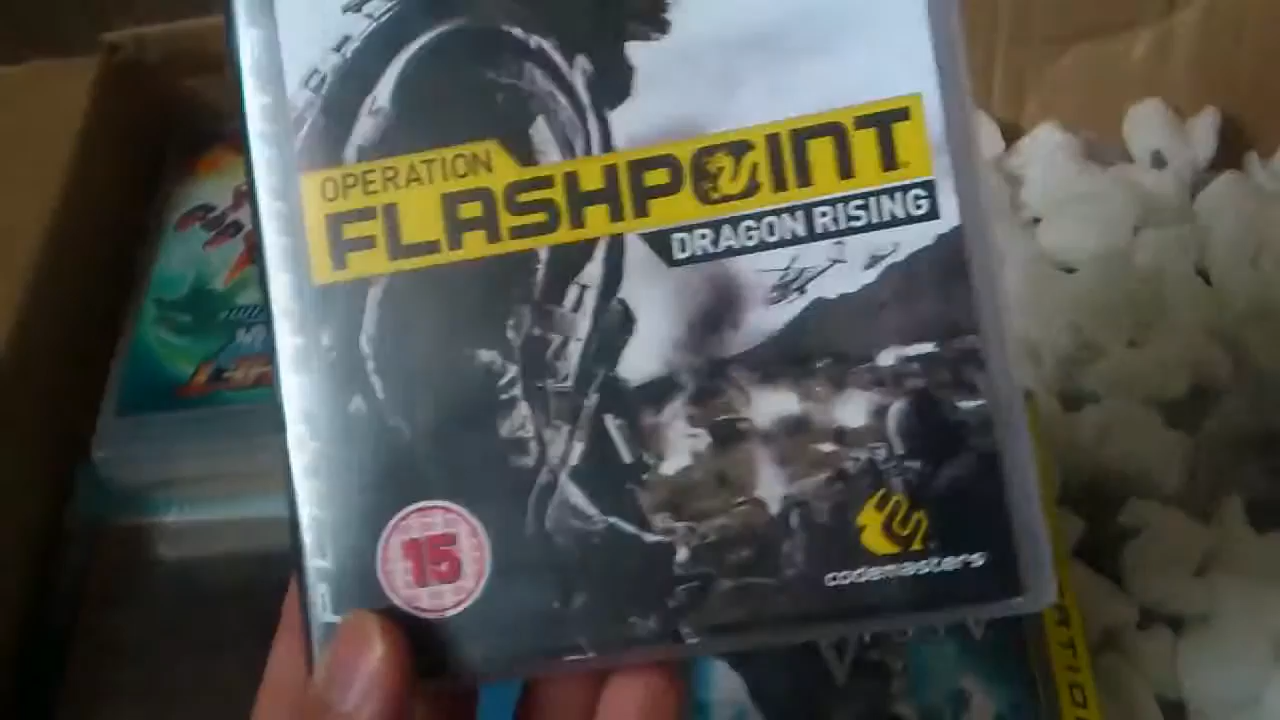 OPERATION
FLASHPOINT
DRAGON RISING
15
codemasters